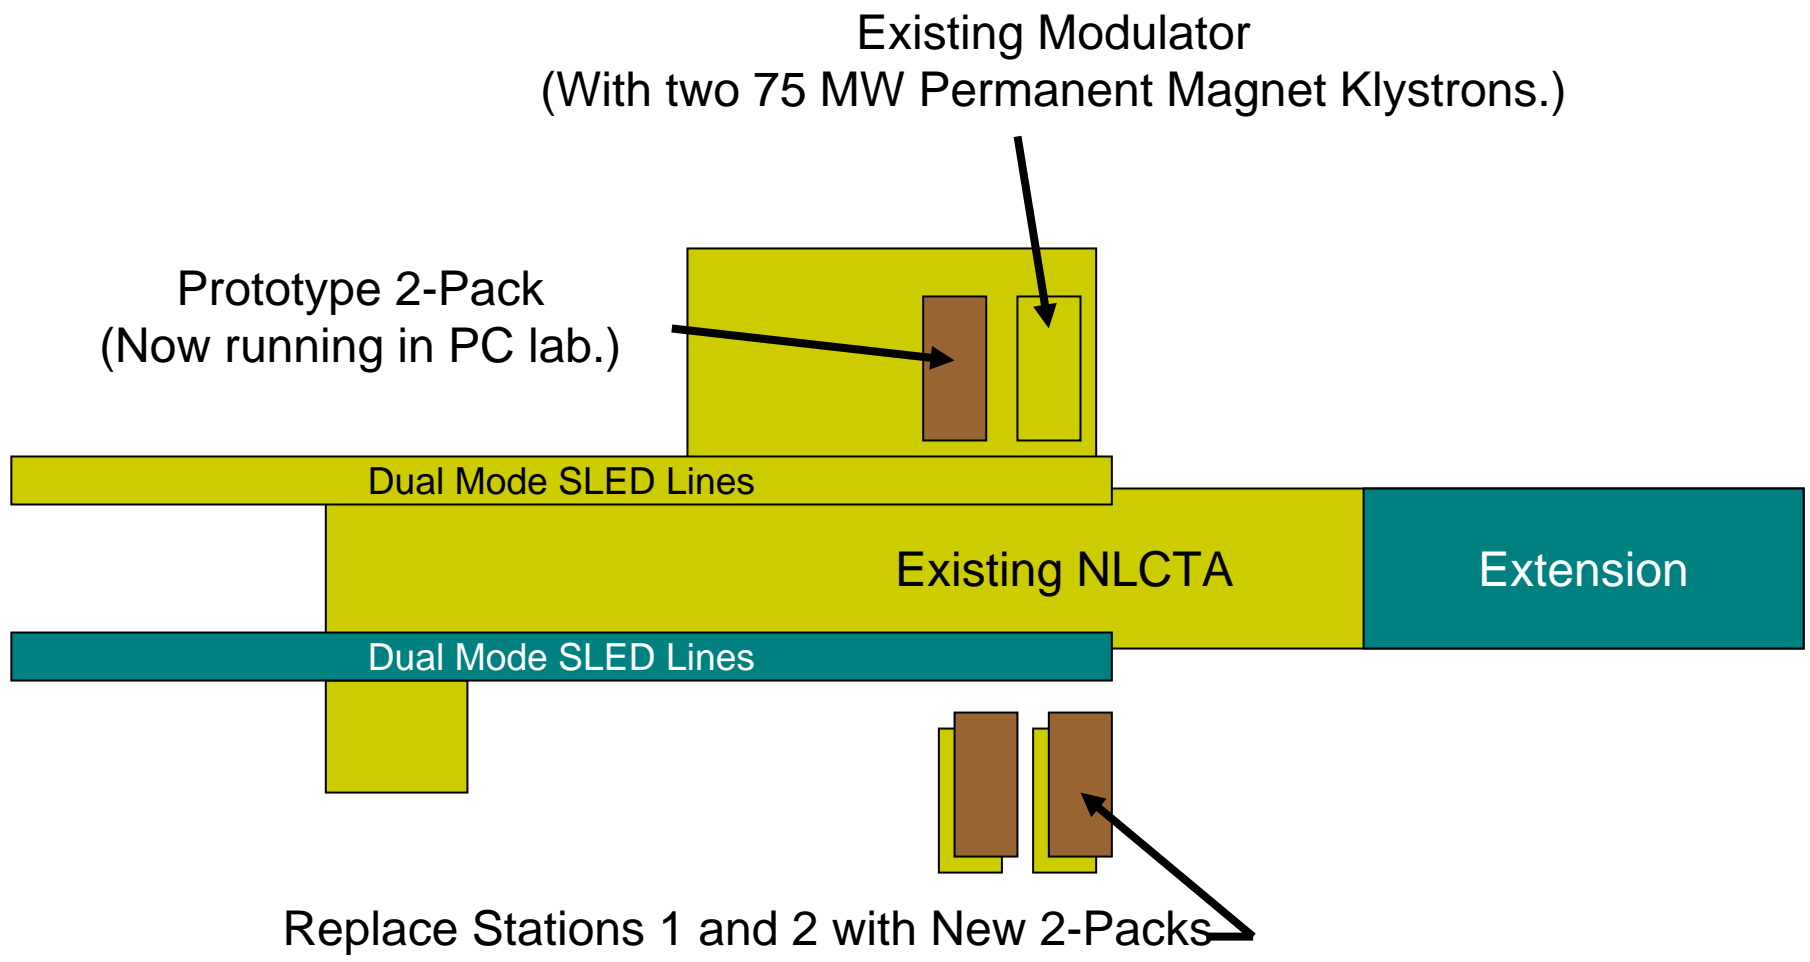 Existing Modulator
(With two 75 MW Permanent Magnet Klystrons.)
Prototype 2-Pack
(Now running in PC lab.)
Dual Mode SLED Lines
Existing NLCTA
Extension
Dual Mode SLED Lines
Replace Stations 1 and 2 with New 2-Packs